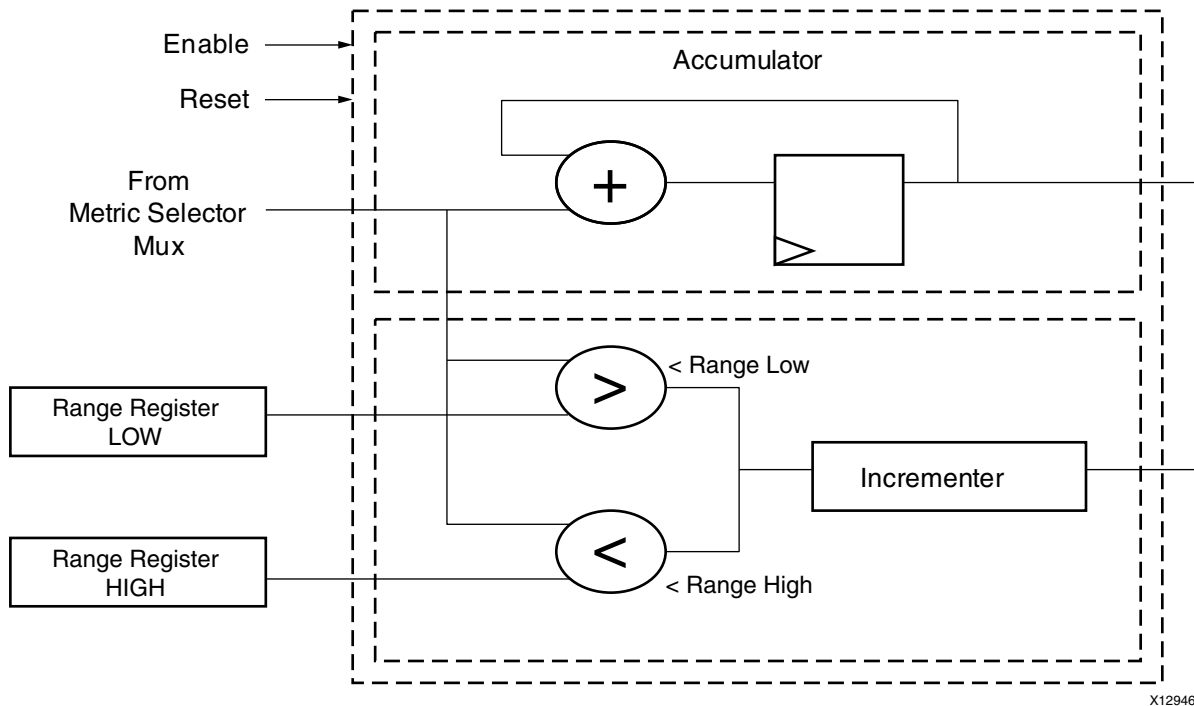 Enable
Accumulator
Reset
From
Metric Selector
Mux
+
>
< Range Low
Range Register
LOW
Incrementer
<
< Range High
Range Register
HIGH
X12946